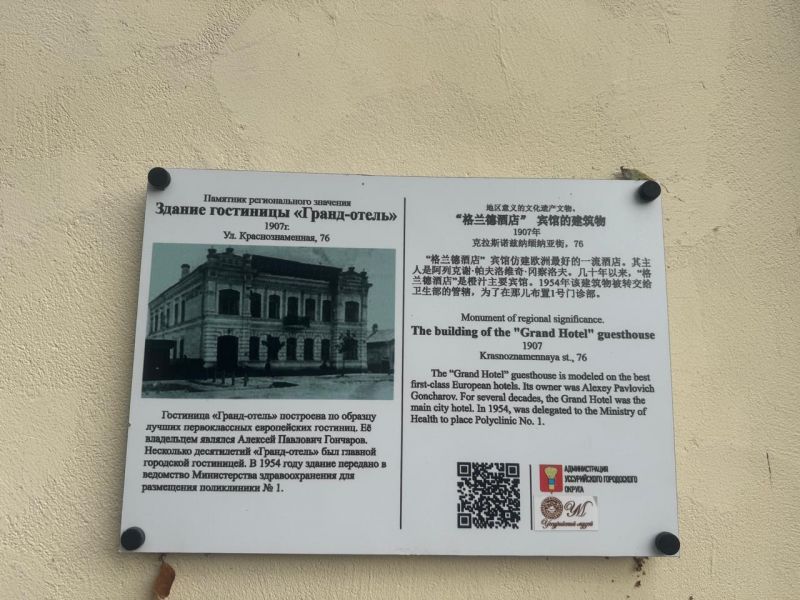 Памятник регионального значения
Здание гостиницы «Гранд-отель»
1907г.
Ул. Краснознаменная, 76
Гостиница «Гранд-отель» построена по образцу
лучших первоклассных европейских гостиниц. Её
владельцем являлся Алексей Павлович Гончаров.
Несколько десятилетий «Гранд-отель» был главной
городской гостиницей. В 1954 году здание передано в
ведомство Министерства здравоохранения для
размещения поликлиники № 1.
地区意义的文化遗产文物。
“格兰德酒店” 宾馆的建筑物
1907年
克拉斯诺兹纳缅纳亚街，76
“格兰德酒店” 宾馆仿建欧洲最好的一流酒店。其主
人是阿列克谢·帕夫洛维奇·冈察洛夫。几十年以来，“格
兰德酒店”是橙汁主要宾馆。1954年该建筑物被转交给
卫生部的管辖，为了在那儿布置1号门诊部。
Monument of regional significance.
The building of the "Grand Hotel" guesthouse
1907
Krasnoznamennaya st., 76
The "Grand Hotel" guesthouse is modeled on the best
first-class European hotels. Its owner was Alexey Pavlovich
Goncharov. For several decades, the Grand Hotel was the
main city hotel. In 1954, was delegated to the Ministry of
Health to place Polyclinic No. 1.
АДМИНИСТРАЦИЯ
УССУРИЙСКОГО ГОРОДСКОГО
ОКРУГА
УМ
Уссурийский музей